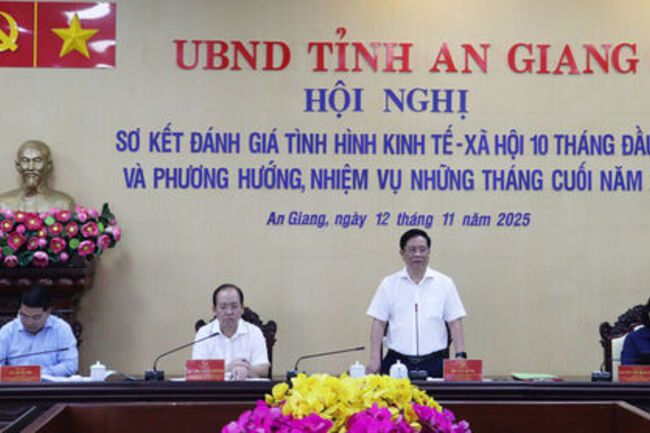 UBND TỈNH AN GIANG
HỘI NGHỊ
SƠ KẾT ĐÁNH GIÁ TÌNH HÌNH KINH TẾ - XÃ HỘI 10 THÁNG ĐẦU
VÀ PHƯƠNG HƯỚNG, NHIỆM VỤ NHỮNG THÁNG CUỐI NĂM
An Giang, ngày 12 tháng 11 năm 2025